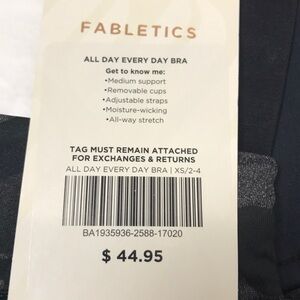 FABLETICS
ALL DAY EVERY DAY BRA
Get to know me:
•Medium support
•Removable cups
•Adjustable straps
•Moisture-wicking
•All-way stretch
TAG MUST REMAIN ATTACHED
FOR EXCHANGES & RETURNS
ALL DAY EVERY DAY BRA | XS/2-4
BA1935936-2588-17020
$ 44.95